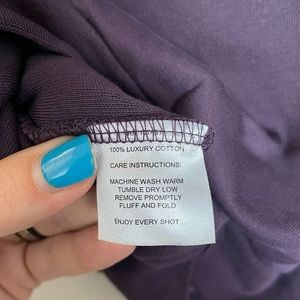 100% LUXURY COTTON
CARE INSTRUCTIONS:
MACHINE WASH WARM
TUMBLE DRY LOW
REMOVE PROMPTLY
FLUFF AND FOLD
ENJOY EVERY SHOT ...